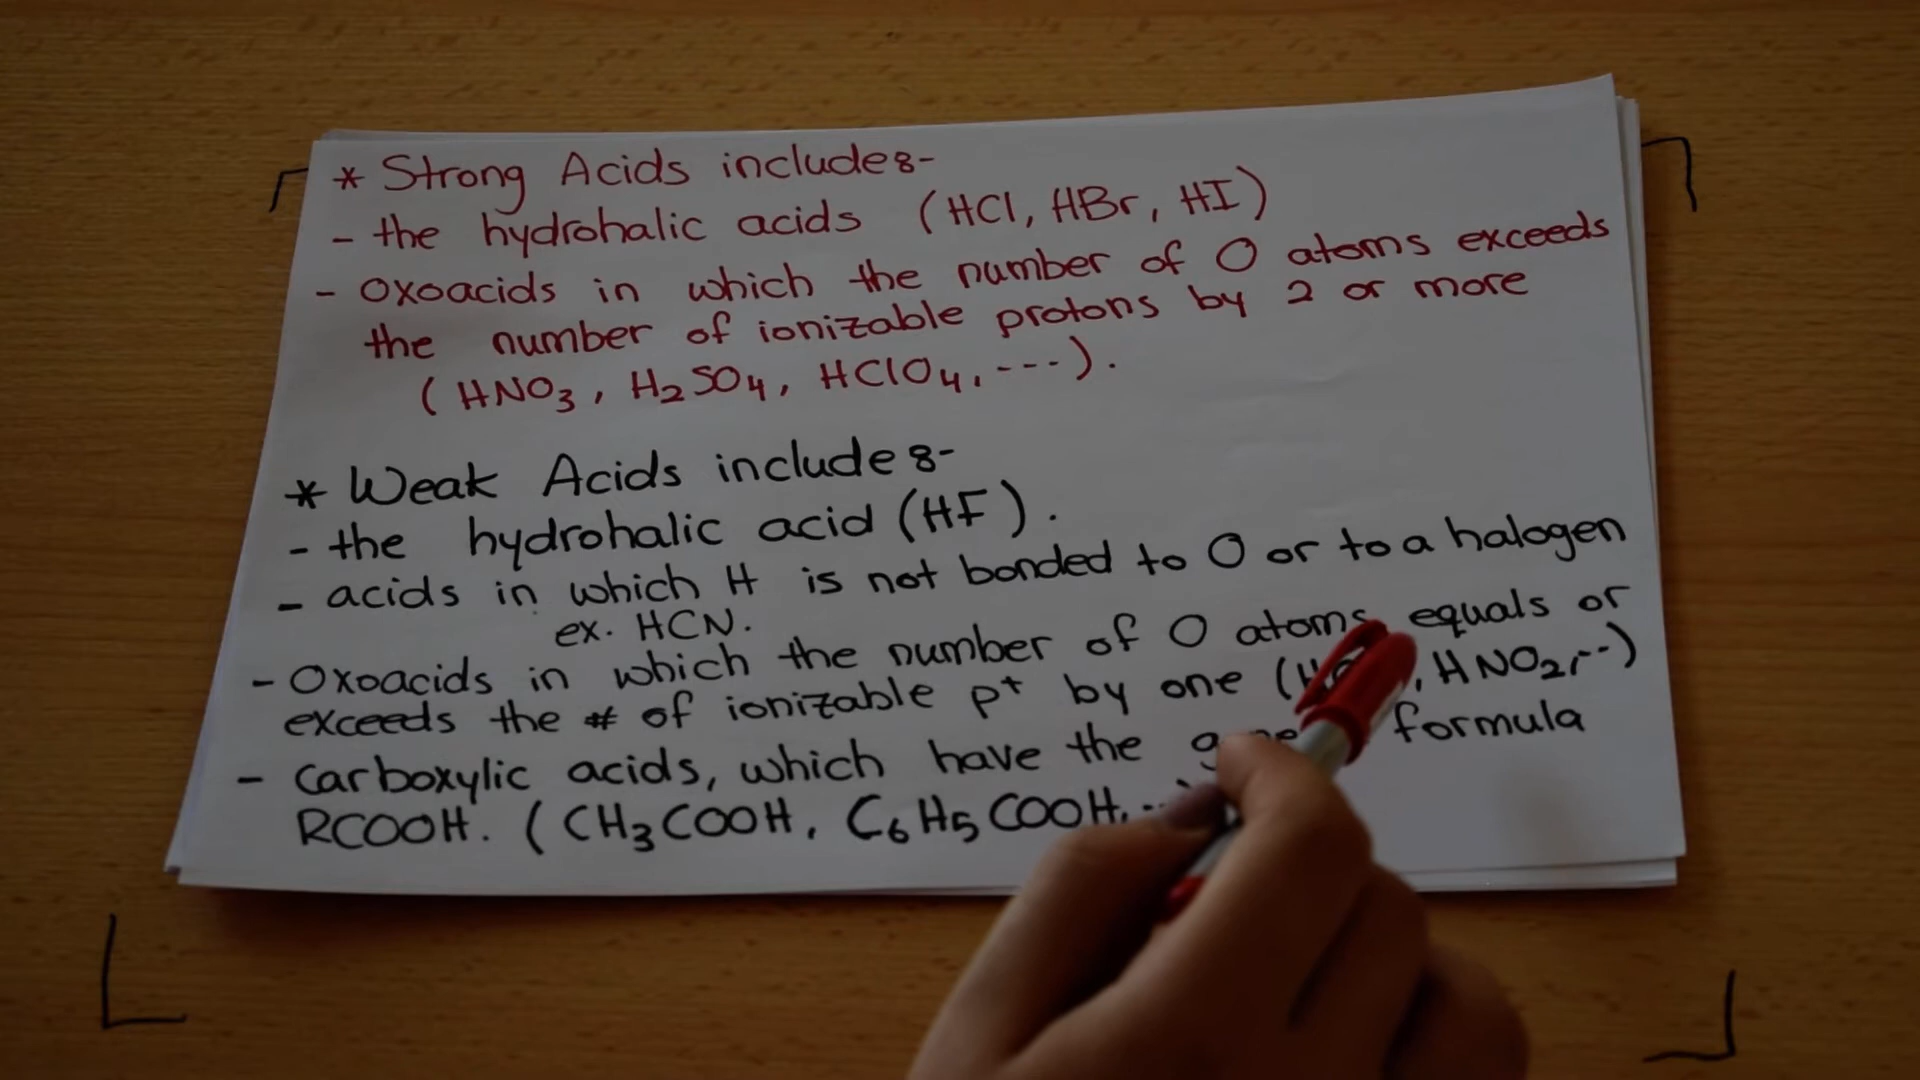 * Strong Acids include:-
- the hydrohalic acids (HCl, HBr, HI)
- Oxoacids in which the number of O atoms exceeds
the number of ionizable protons by 2 or more
(HNO₃, H₂SO₄, HClO₄, ---).
* Weak Acids include:-
- the hydrohalic acid (HF).
- acids in which H is not bonded to O or to a halogen
ex. HCN.
- Oxoacids in which the number of O atoms equals or
exceeds the # of ionizable p⁺ by one ( , HNO₂, --)
- Carboxylic acids, which have the formula
RCOOH. (CH₃COOH, C₆H₅COOH, --)